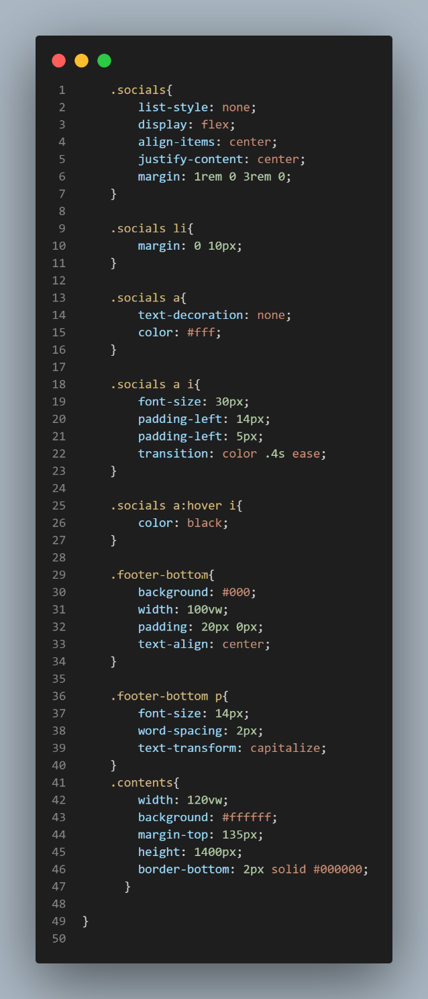 1 .socials{
2 list-style: none;
3 display: flex;
4 align-items: center;
5 justify-content: center;
6 margin: 1rem 0 3rem 0;
7 }
8
9 .socials li{
10 margin: 0 10px;
11 }
12
13 .socials a{
14 text-decoration: none;
15 color: #fff;
16 }
17
18 .socials a i{
19 font-size: 30px;
20 padding-left: 14px;
21 padding-left: 5px;
22 transition: color .4s ease;
23 }
24
25 .socials a:hover i{
26 color: black;
27 }
28
29 .footer-bottom{
30 background: #000;
31 width: 100vw;
32 padding: 20px 0px;
33 text-align: center;
34 }
35
36 .footer-bottom p{
37 font-size: 14px;
38 word-spacing: 2px;
39 text-transform: capitalize;
40 }
41 .contents{
42 width: 120vw;
43 background: #ffffff;
44 margin-top: 135px;
45 height: 1400px;
46 border-bottom: 2px solid #000000;
47 }
48
49 }
50